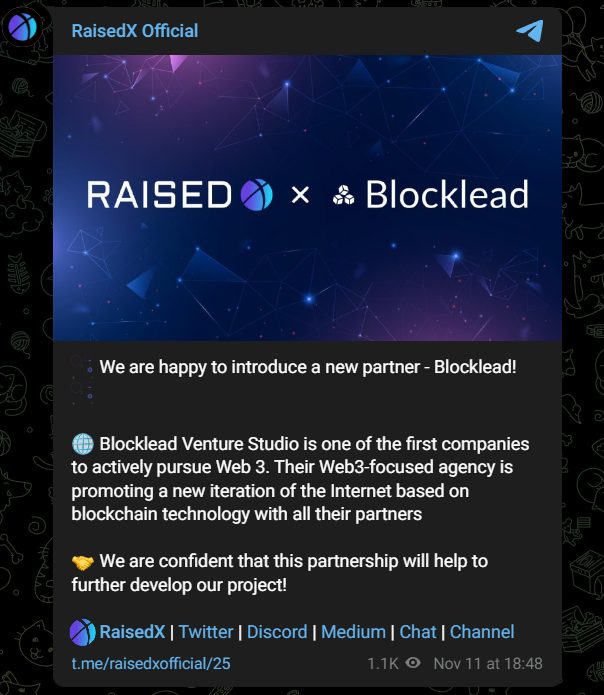 RaisedX Official
RAISED X × Blocklead
We are happy to introduce a new partner - Blocklead!
🌐 Blocklead Venture Studio is one of the first companies
to actively pursue Web 3. Their Web3-focused agency is
promoting a new iteration of the Internet based on
blockchain technology with all their partners
🤝 We are confident that this partnership will help to
further develop our project!
RaisedX | Twitter | Discord | Medium | Chat | Channel
t.me/raisedxofficial/25 1.1K Nov 11 at 18:48